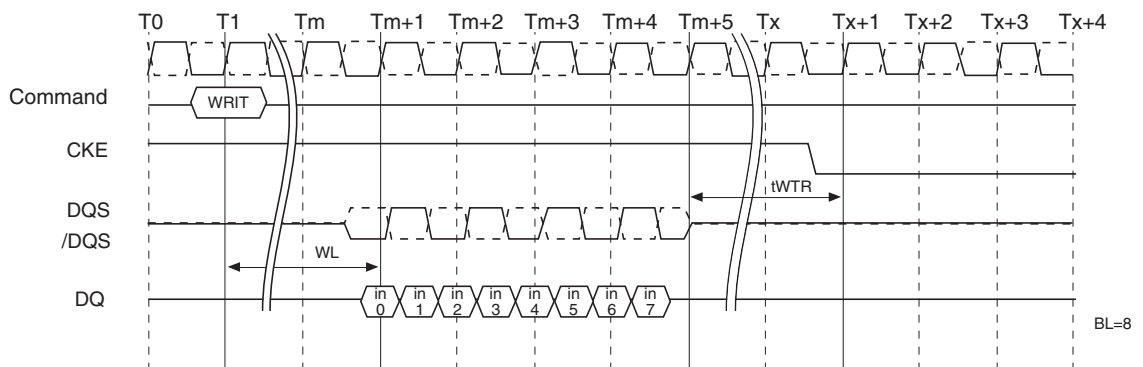 T0 T1 Tm Tm+1 Tm+2 Tm+3 Tm+4 Tm+5 Tx Tx+1 Tx+2 Tx+3 Tx+4
Command WRIT
CKE
tWTR
DQS
/DQS
WL
DQ in 0 in 1 in 2 in 3 in 4 in 5 in 6 in 7
BL=8